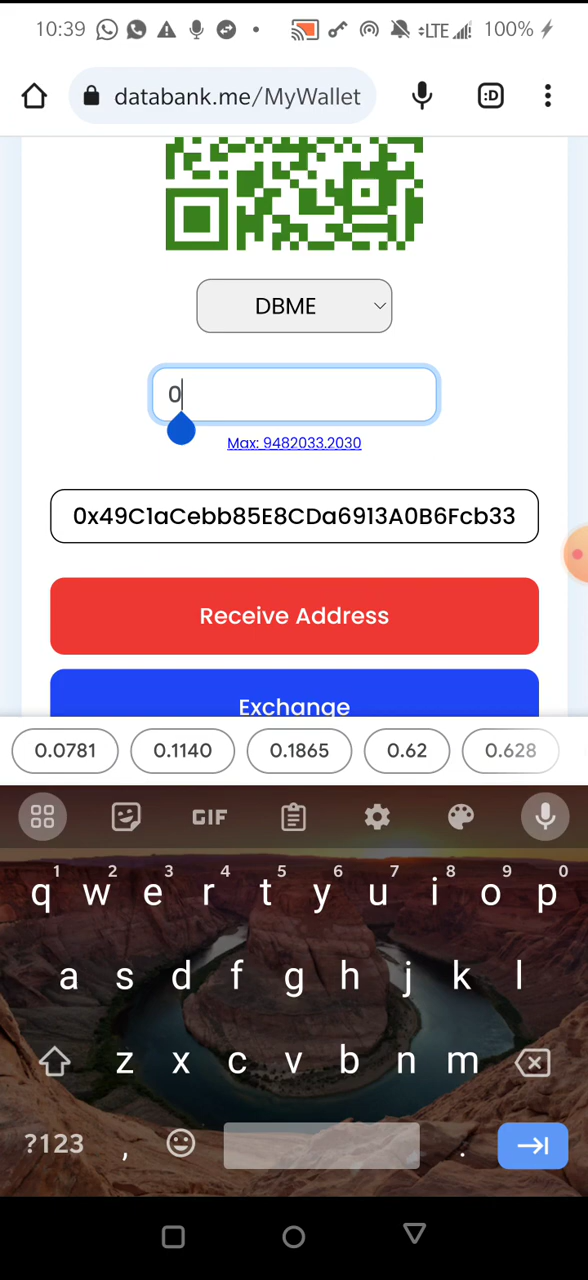 10:39 LTE 100%
databank.me/MyWallet :D
DBME
0
Max: 9482033.2030
0x49C1aCebb85E8CDa6913A0B6Fcb33
Receive Address
Exchange
0.0781 0.1140 0.1865 0.62 0.628
GIF
1 2 3 4 5 6 7 8 9 0
q w e r t y u i o p
a s d f g h j k l
z x c v b n m
?123 , .